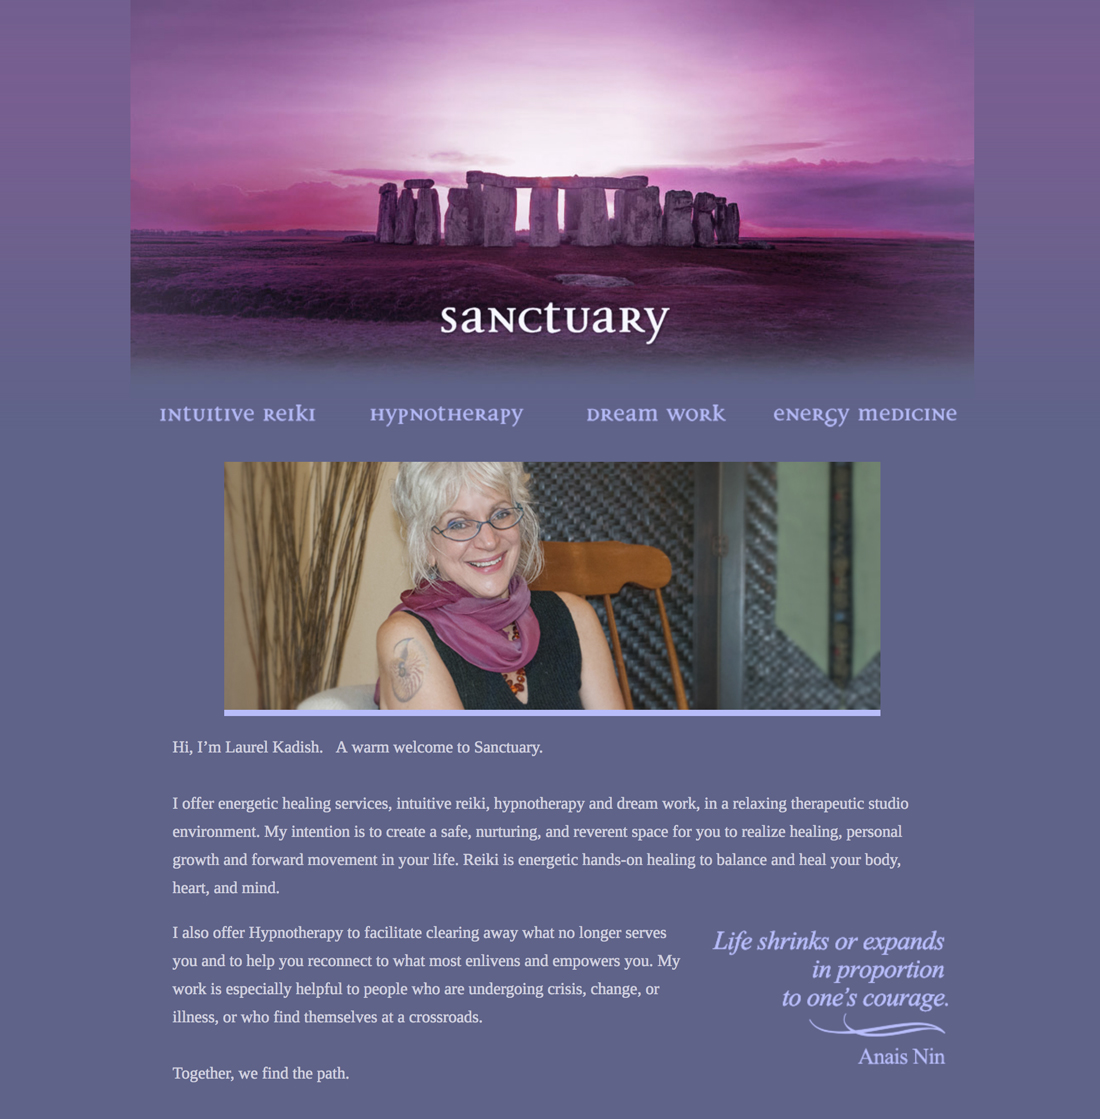 sanctuary
intuitive reiki
hypnotherapy
dream work
energy medicine
Hi, I’m Laurel Kadish.   A warm welcome to Sanctuary.
I offer energetic healing services, intuitive reiki, hypnotherapy and dream work, in a relaxing therapeutic studio
environment. My intention is to create a safe, nurturing, and reverent space for you to realize healing, personal
growth and forward movement in your life. Reiki is energetic hands-on healing to balance and heal your body,
heart, and mind.
I also offer Hypnotherapy to facilitate clearing away what no longer serves
you and to help you reconnect to what most enlivens and empowers you. My
work is especially helpful to people who are undergoing crisis, change, or
illness, or who find themselves at a crossroads.
Together, we find the path.
Life shrinks or expands
in proportion
to one’s courage.
Anais Nin